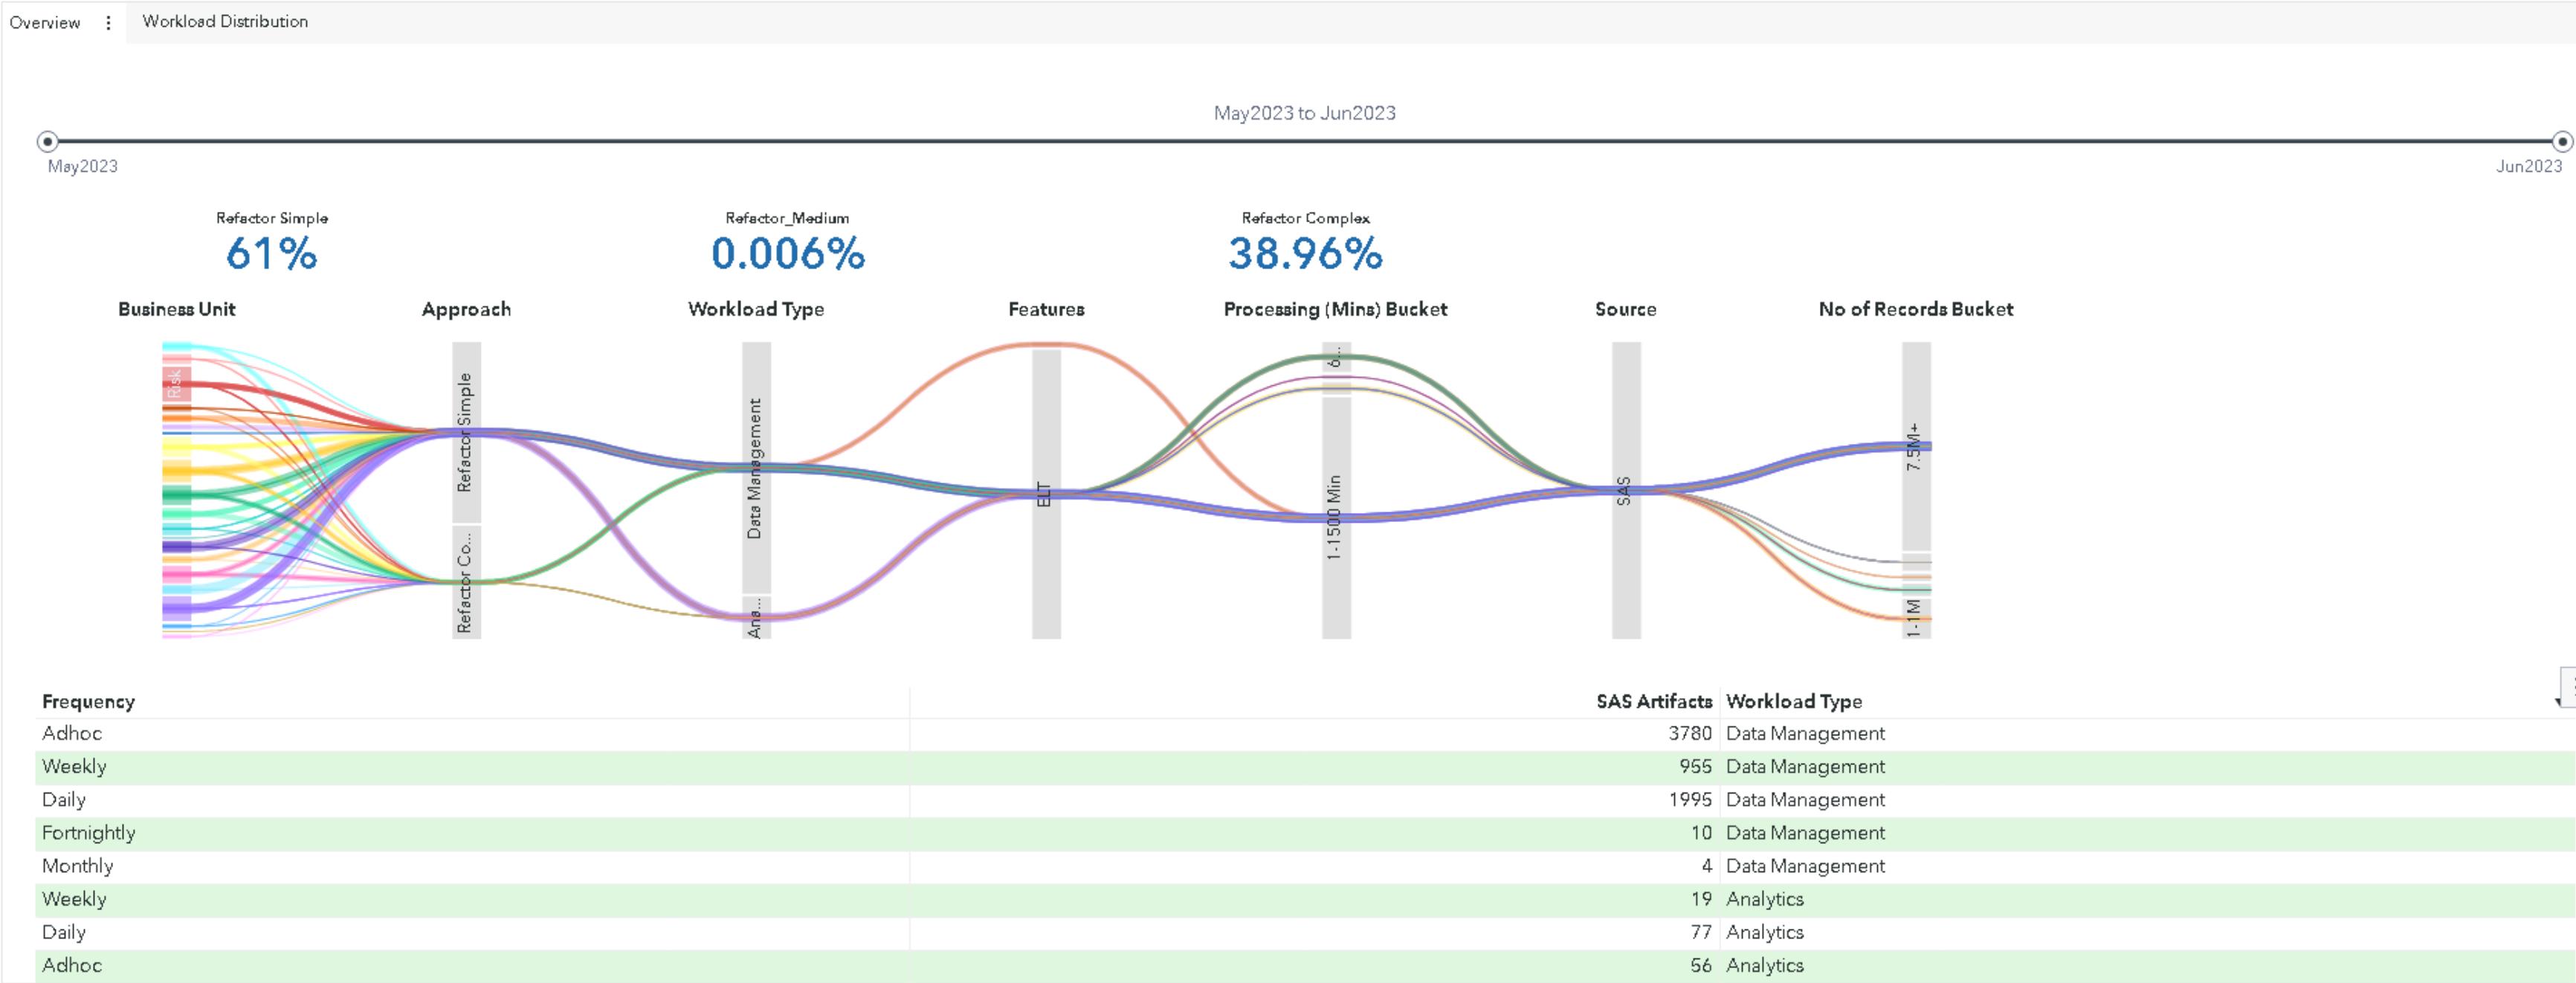 Overview ⋮ Workload Distribution
May2023 to Jun2023
May2023 Jun2023
Refactor Simple Refactor_Medium Refactor Complex
61% 0.006% 38.96%
Business Unit Approach Workload Type Features Processing (Mins) Bucket Source No of Records Bucket
Risk
Refactor Simple
Refactor Co...
Data Management
Ana...
ELT
6...
1-1500 Min
SAS
7.5M+
1-1M
Frequency SAS Artifacts Workload Type
Adhoc 3780 Data Management
Weekly 955 Data Management
Daily 1995 Data Management
Fortnightly 10 Data Management
Monthly 4 Data Management
Weekly 19 Analytics
Daily 77 Analytics
Adhoc 56 Analytics